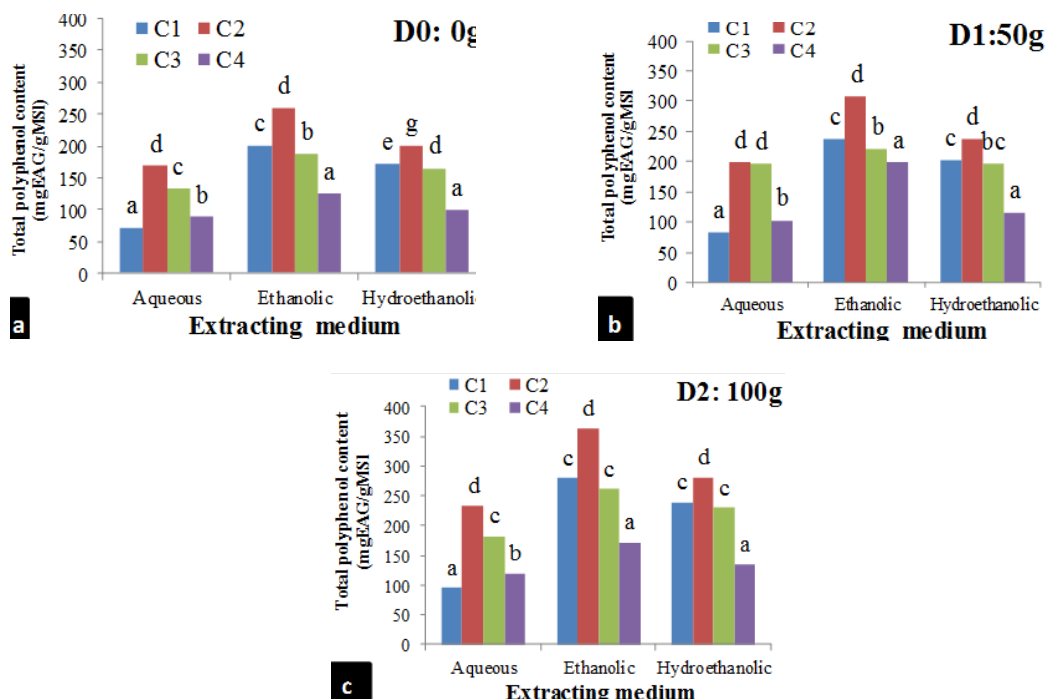 D0: 0g
C1 C2
C3 C4
Total polyphenol content
(mgEAG/gMSl)
400
350
300
250
200
150
100
50
0
a d c b
c d b a
e g d a
Aqueous Ethanolic Hydroethanolic
Extracting medium
a
D1:50g
C1 C2
C3 C4
Total polyphenol content
(mgEAG/gMSl
400
350
300
250
200
150
100
50
0
a d d b
c d b a
c d bc a
Aqueous Ethanolic Hydroethanolic
Extracting medium
b
D2: 100g
C1 C2
C3 C4
Total polyphenol content
(mgEAG/gMSl
400
350
300
250
200
150
100
50
0
a d c b
c d c a
c d c a
Aqueous Ethanolic Hydroethanolic
Extracting medium
c